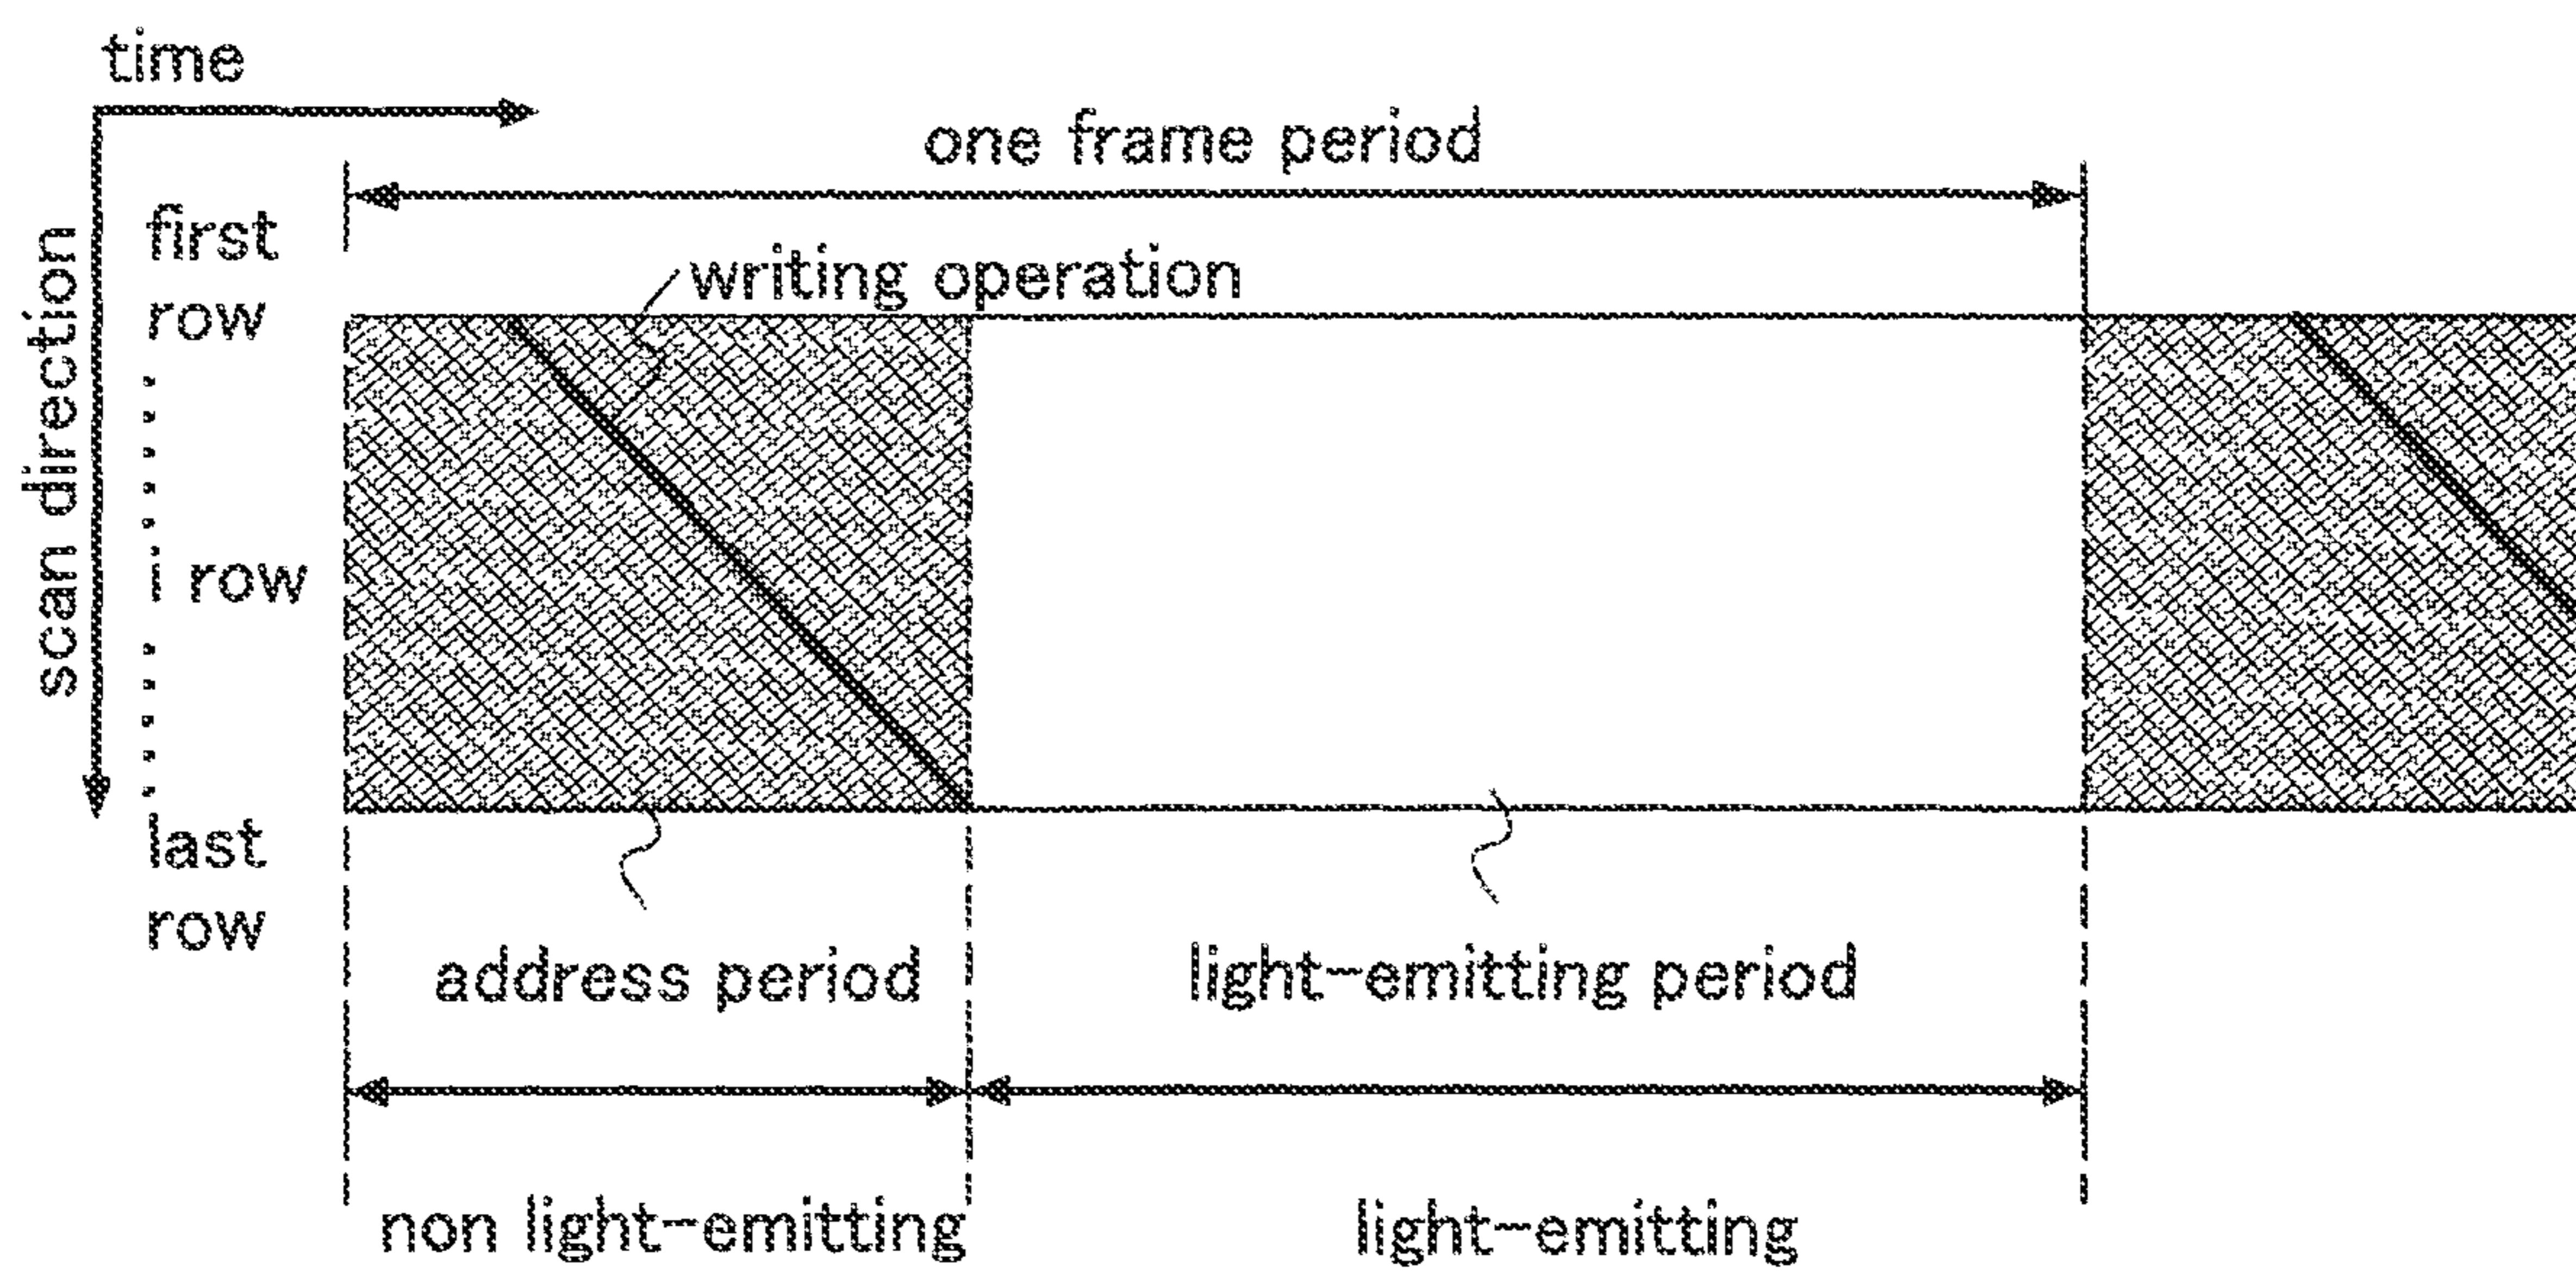 time
one frame period
first
row
writing operation
scan direction
i row
last
row
address period
light-emitting period
non light-emitting
light-emitting